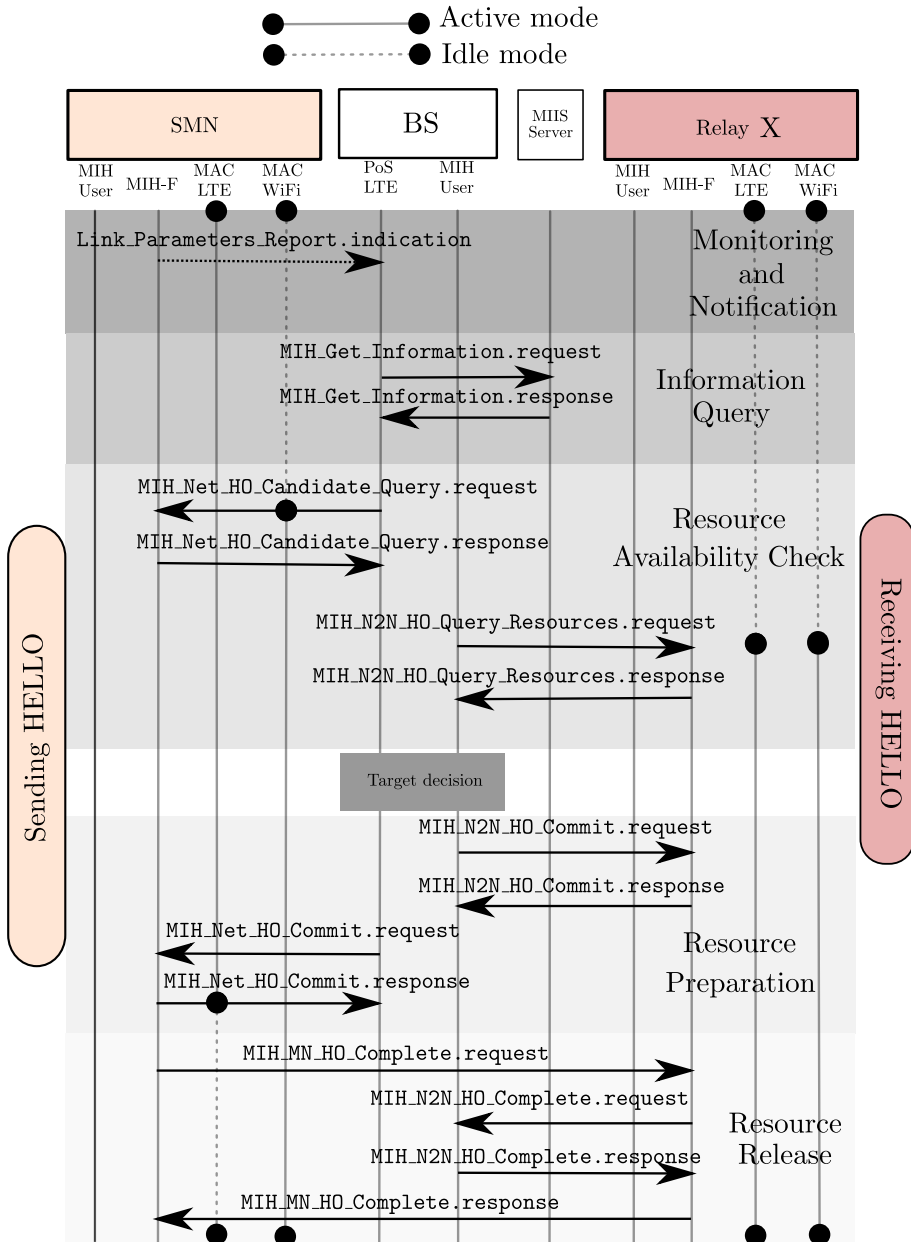 Active mode
Idle mode
SMN
BS
MIIS
Server
Relay X
MIH
User
MIH-F
MAC
LTE
MAC
WiFi
PoS
LTE
MIH
User
MIH
User
MIH-F
MAC
LTE
MAC
WiFi
Link_Parameters_Report.indication
Monitoring
and
Notification
MIH_Get_Information.request
MIH_Get_Information.response
Information
Query
MIH_Net_HO_Candidate_Query.request
MIH_Net_HO_Candidate_Query.response
Resource
Availability Check
MIH_N2N_HO_Query_Resources.request
MIH_N2N_HO_Query_Resources.response
Sending HELLO
Receiving HELLO
Target decision
MIH_N2N_HO_Commit.request
MIH_N2N_HO_Commit.response
MIH_Net_HO_Commit.request
MIH_Net_HO_Commit.response
Resource
Preparation
MIH_MN_HO_Complete.request
MIH_N2N_HO_Complete.request
MIH_N2N_HO_Complete.response
MIH_MN_HO_Complete.response
Resource
Release